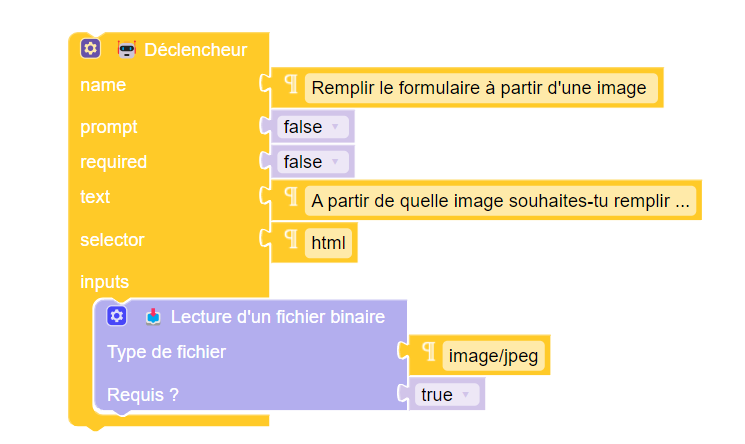 Déclencheur
name ¶ Remplir le formulaire à partir d'une image
prompt false
required false
text ¶ A partir de quelle image souhaites-tu remplir ...
selector ¶ html
inputs
Lecture d'un fichier binaire
Type de fichier ¶ image/jpeg
Requis ? true